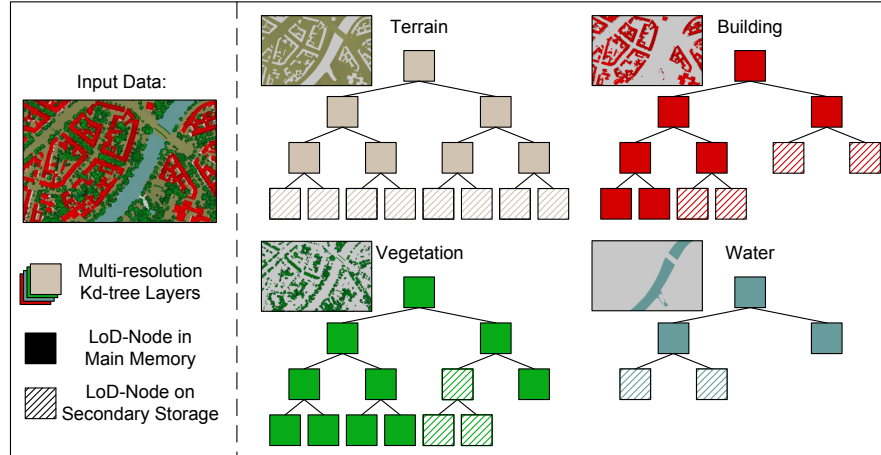 Input Data:
Multi-resolution
Kd-tree Layers
LoD-Node in
Main Memory
LoD-Node on
Secondary Storage
Terrain
Building
Vegetation
Water